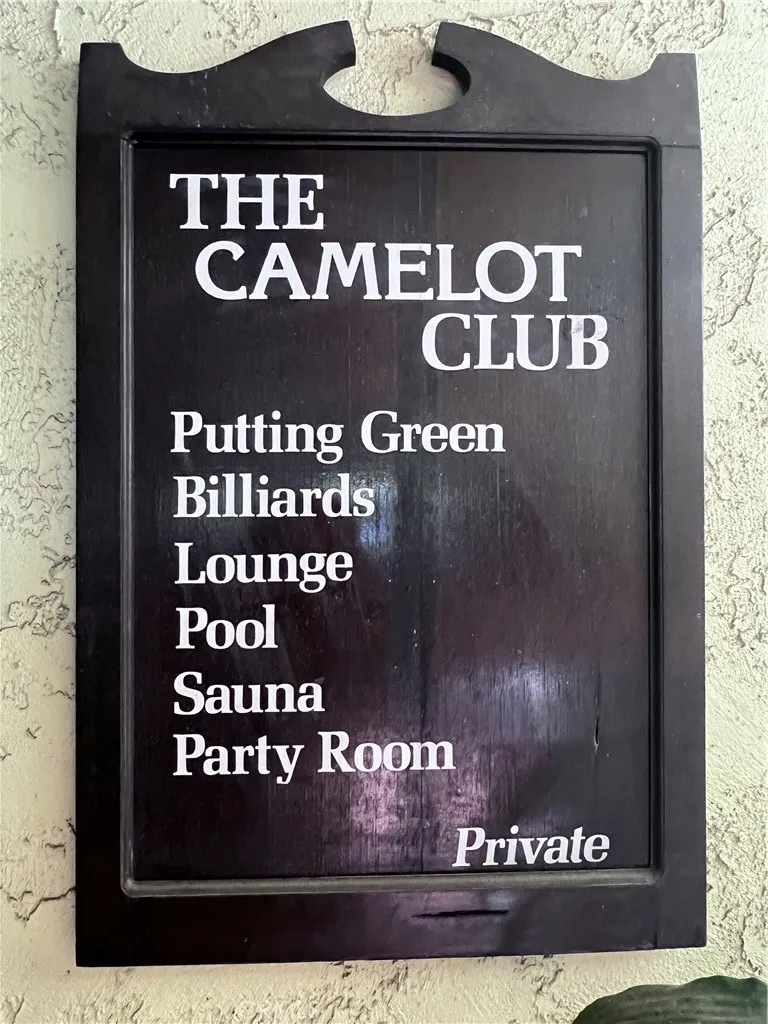 THE
CAMELOT
CLUB
Putting Green
Billiards
Lounge
Pool
Sauna
Party Room
Private